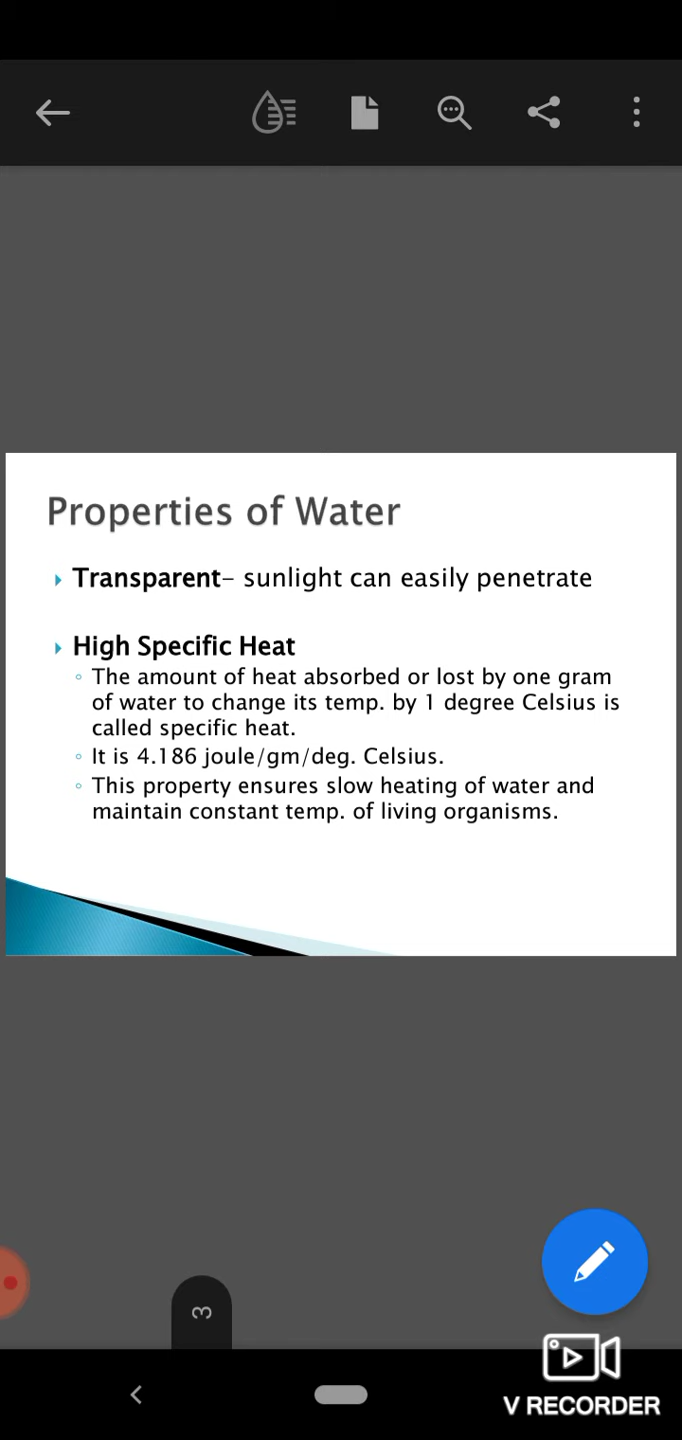 Properties of Water
Transparent– sunlight can easily penetrate
High Specific Heat
The amount of heat absorbed or lost by one gram
of water to change its temp. by 1 degree Celsius is
called specific heat.
It is 4.186 joule/gm/deg. Celsius.
This property ensures slow heating of water and
maintain constant temp. of living organisms.
3
V RECORDER